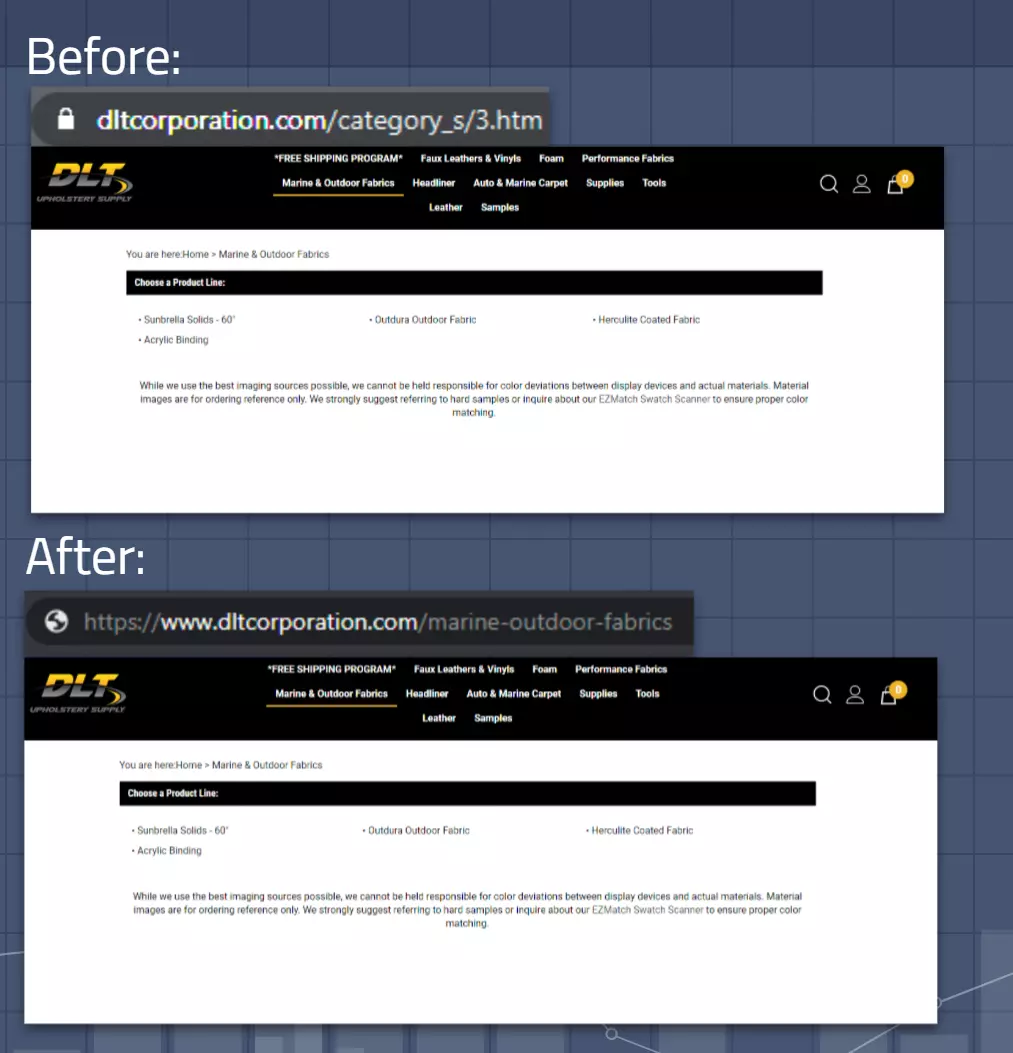 Before:
dltcorporation.com/category_s/3.htm
DLT
UPHOLSTERY SUPPLY
*FREE SHIPPING PROGRAM* Faux Leathers & Vinyls Foam Performance Fabrics
Marine & Outdoor Fabrics Headliner Auto & Marine Carpet Supplies Tools
Leather Samples
0
You are here:Home > Marine & Outdoor Fabrics
Choose a Product Line:
• Sunbrella Solids - 60" • Outdura Outdoor Fabric • Herculite Coated Fabric
• Acrylic Binding
While we use the best imaging sources possible, we cannot be held responsible for color deviations between display devices and actual materials. Material
images are for ordering reference only. We strongly suggest referring to hard samples or inquire about our EZMatch Swatch Scanner to ensure proper color
matching.
After:
https://www.dltcorporation.com/marine-outdoor-fabrics
DLT
UPHOLSTERY SUPPLY
*FREE SHIPPING PROGRAM* Faux Leathers & Vinyls Foam Performance Fabrics
Marine & Outdoor Fabrics Headliner Auto & Marine Carpet Supplies Tools
Leather Samples
0
You are here:Home > Marine & Outdoor Fabrics
Choose a Product Line:
• Sunbrella Solids - 60" • Outdura Outdoor Fabric • Herculite Coated Fabric
• Acrylic Binding
While we use the best imaging sources possible, we cannot be held responsible for color deviations between display devices and actual materials. Material
images are for ordering reference only. We strongly suggest referring to hard samples or inquire about our EZMatch Swatch Scanner to ensure proper color
matching.